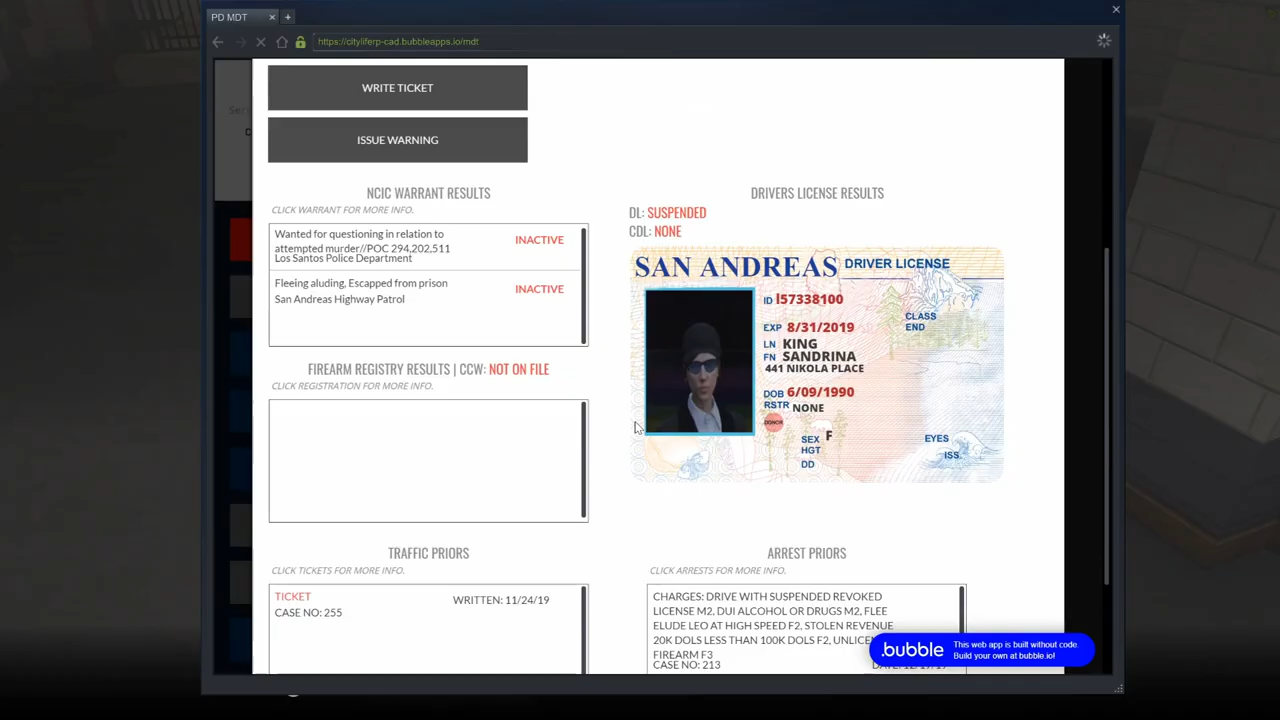 PD MDT
https://cityliferp-cad.bubbleapps.io/mdt
WRITE TICKET
ISSUE WARNING
NCIC WARRANT RESULTS
CLICK WARRANT FOR MORE INFO.
Wanted for questioning in relation to
attempted murder//POC 294,202,511
Los Santos Police Department
INACTIVE
Fleeing aluding, Escapped from prison
San Andreas Highway Patrol
INACTIVE
FIREARM REGISTRY RESULTS | CCW: NOT ON FILE
CLICK REGISTRATION FOR MORE INFO.
DRIVERS LICENSE RESULTS
DL: SUSPENDED
CDL: NONE
SAN ANDREAS DRIVER LICENSE
ID I57338100
EXP 8/31/2019
LN KING
FN SANDRINA
441 NIKOLA PLACE
DOB 6/09/1990
RSTR NONE
DONOR
SEX F
HGT
DD
CLASS
END
EYES
ISS.
TRAFFIC PRIORS
CLICK TICKETS FOR MORE INFO.
TICKET
CASE NO: 255
WRITTEN: 11/24/19
ARREST PRIORS
CLICK ARRESTS FOR MORE INFO.
CHARGES: DRIVE WITH SUSPENDED REVOKED
LICENSE M2, DUI ALCOHOL OR DRUGS M2, FLEE
ELUDE LEO AT HIGH SPEED F2, STOLEN REVENUE
20K DOLS LESS THAN 100K DOLS F2,
FIREARM F3
CASE NO: 213
.bubble
This web app is built without code.
Build your own at bubble.io!